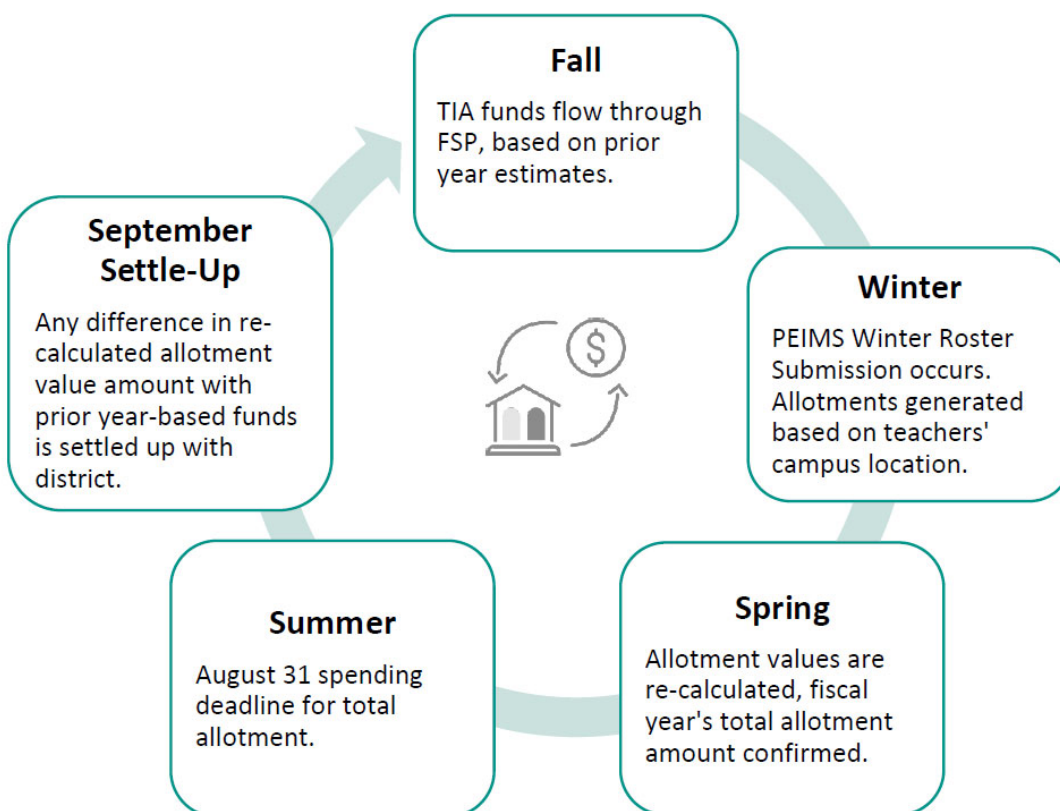 Fall
TIA funds flow through
FSP, based on prior
year estimates.
Winter
PEIMS Winter Roster
Submission occurs.
Allotments generated
based on teachers'
campus location.
Spring
Allotment values are
re-calculated, fiscal
year's total allotment
amount confirmed.
Summer
August 31 spending
deadline for total
allotment.
September
Settle-Up
Any difference in re-
calculated allotment
value amount with
prior year-based funds
is settled up with
district.
$